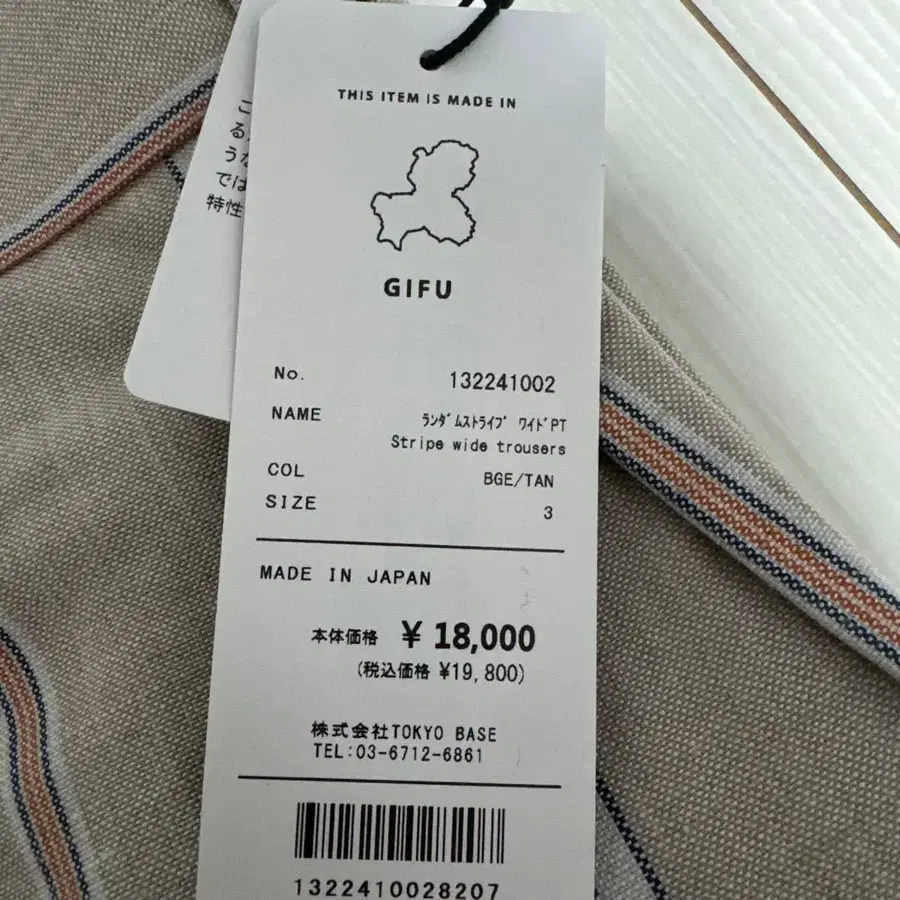 THIS ITEM IS MADE IN
GIFU
No. 132241002
NAME ﾗﾝﾀﾞﾑｽﾄﾗｲﾌﾟ ﾜｲﾄﾞPT
Stripe wide trousers
COL BGE/TAN
SIZE 3
MADE IN JAPAN
本体価格 ¥ 18,000
(税込価格 ¥19,800)
株式会社TOKYO BASE
TEL:03-6712-6861
1322410028207
こ
る
うな
では
特性